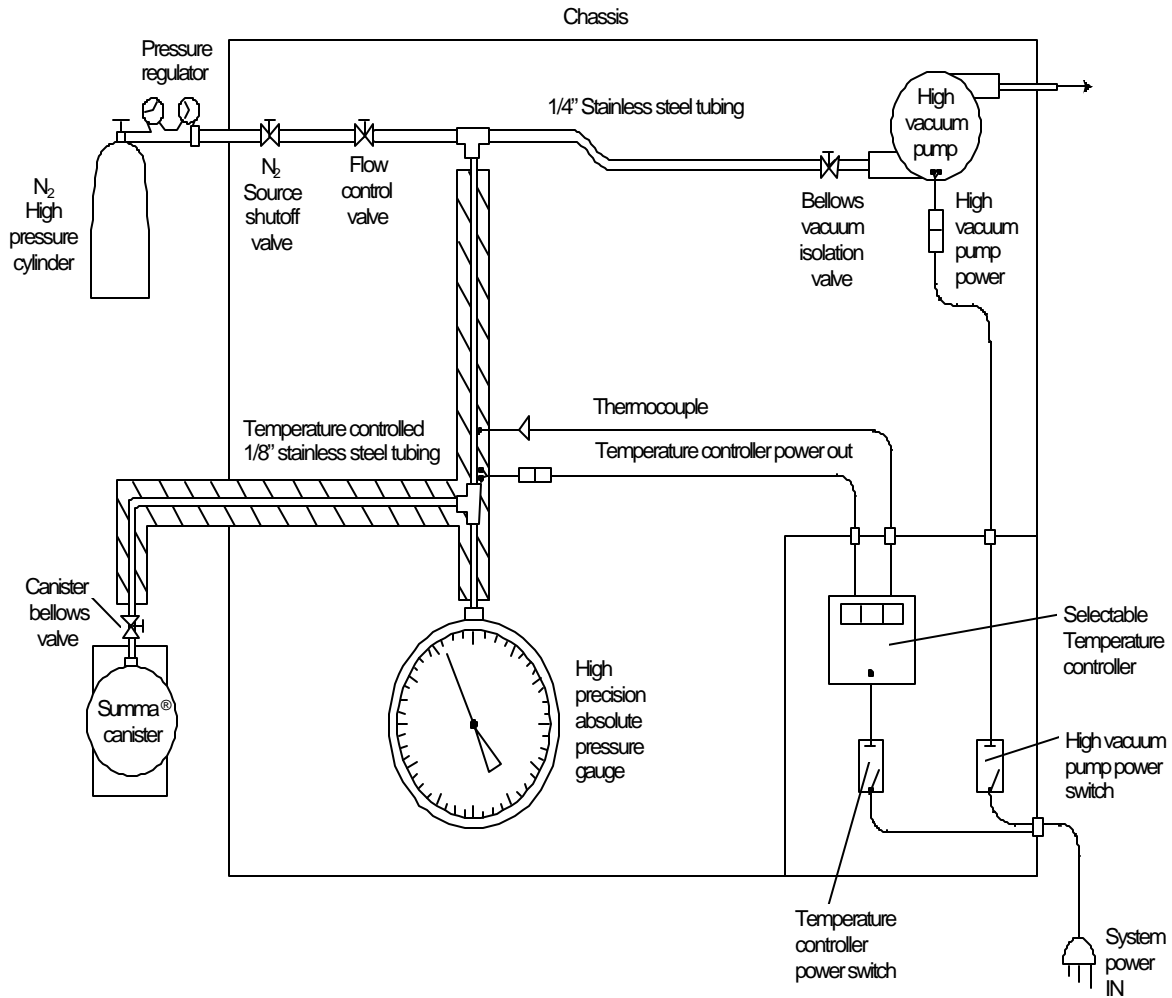 Chassis
Pressure
regulator
1/4” Stainless steel tubing
High
vacuum
pump
N₂
High
pressure
cylinder
N₂
Source
shutoff
valve
Flow
control
valve
Bellows
vacuum
isolation
valve
High
vacuum
pump
power
Thermocouple
Temperature controlled
1/8” stainless steel tubing
Temperature controller power out
Canister
bellows
valve
Summa®
canister
High
precision
absolute
pressure
gauge
Selectable
Temperature
controller
High vacuum
pump power
switch
Temperature
controller
power switch
System
power
IN